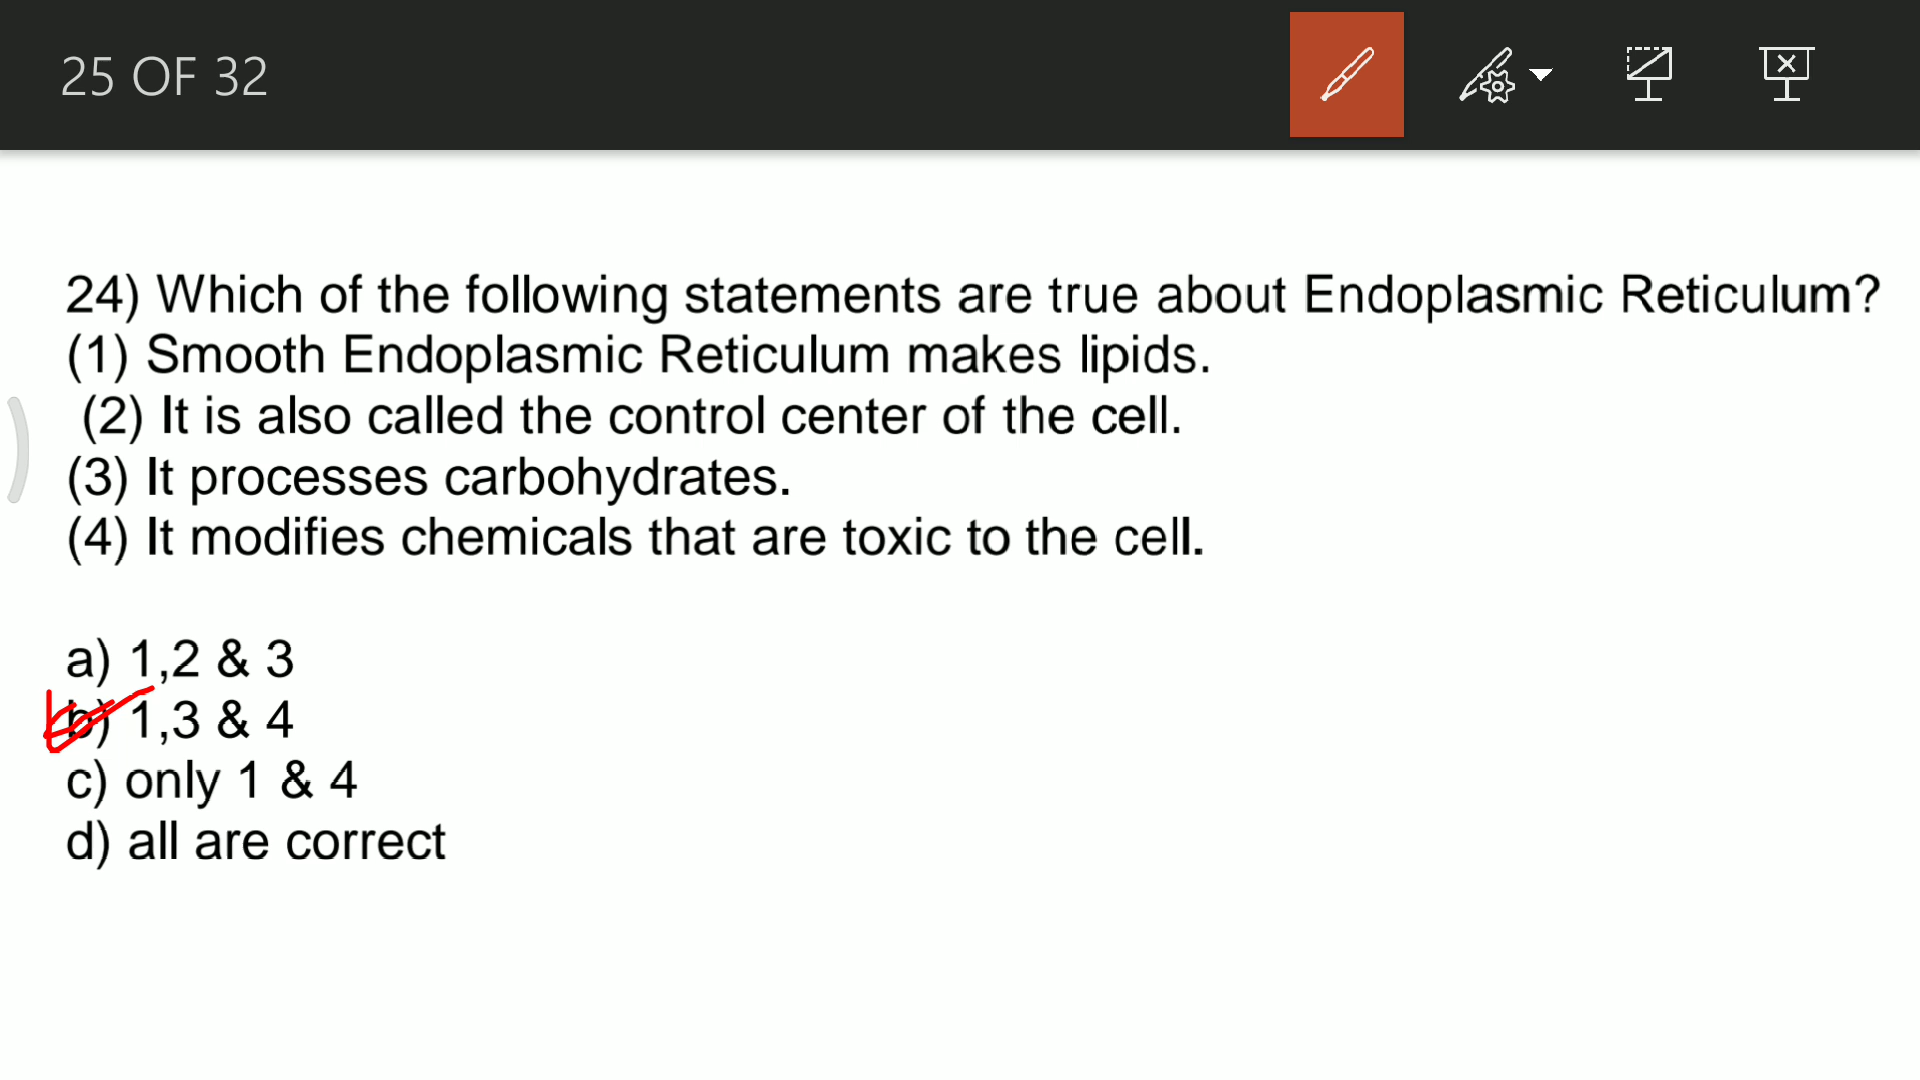 25 OF 32
24) Which of the following statements are true about Endoplasmic Reticulum?
(1) Smooth Endoplasmic Reticulum makes lipids.
(2) It is also called the control center of the cell.
(3) It processes carbohydrates.
(4) It modifies chemicals that are toxic to the cell.
a) 1,2 & 3
b) 1,3 & 4
c) only 1 & 4
d) all are correct